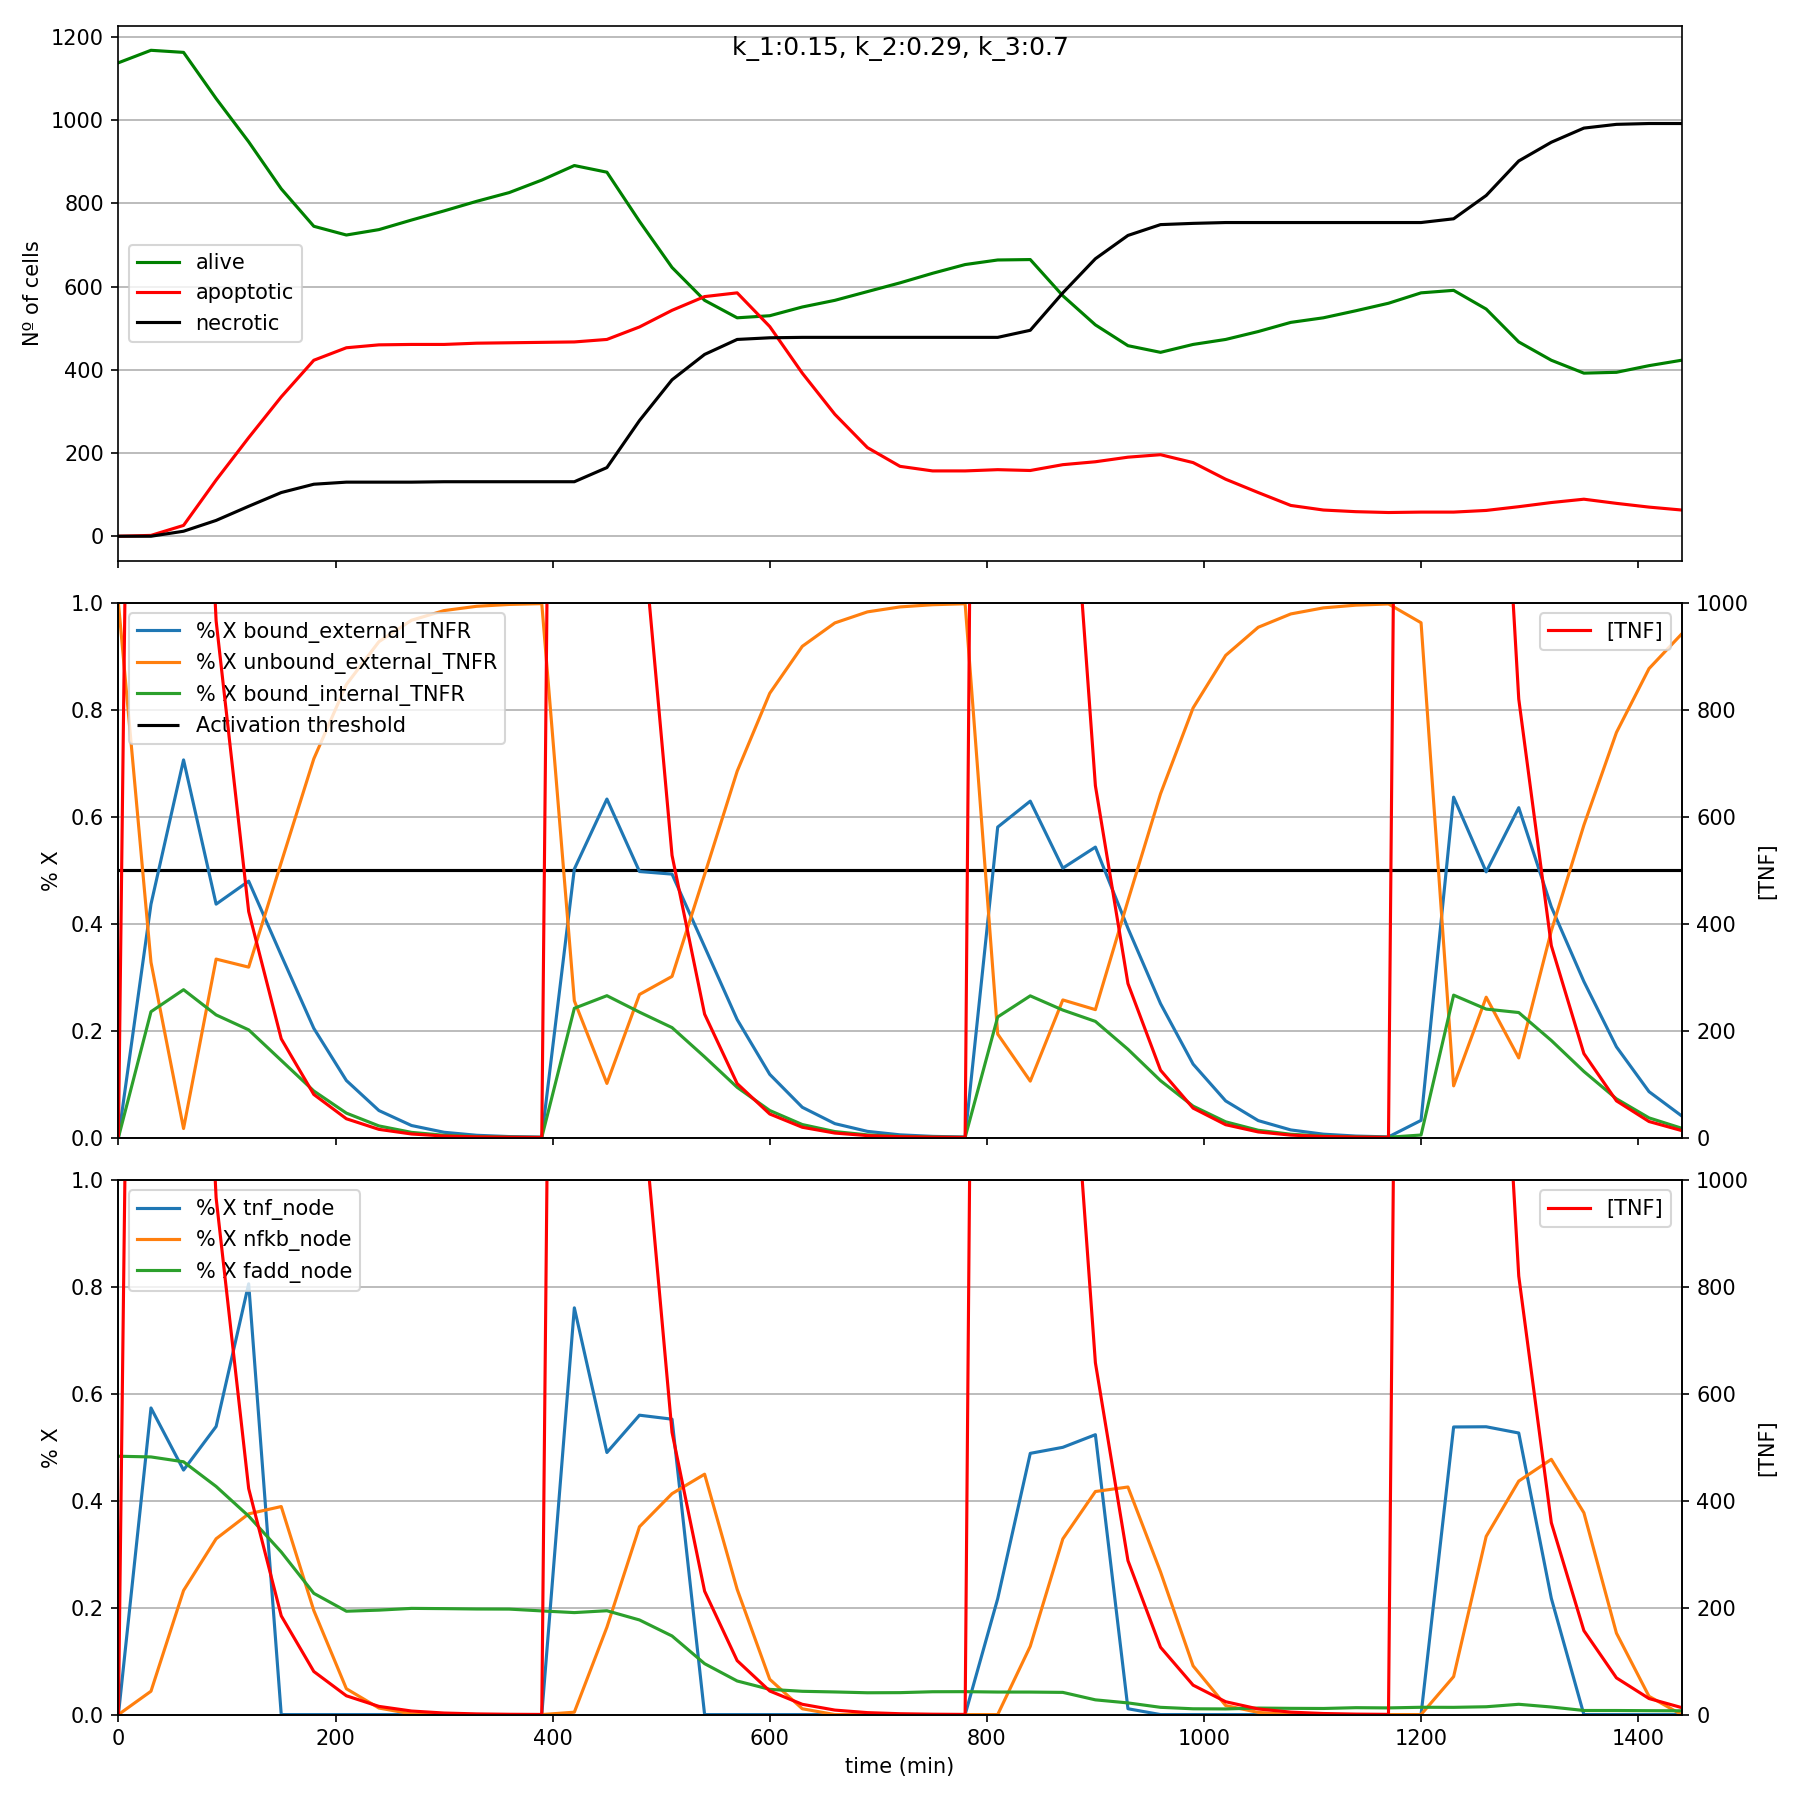 k_1:0.15, k_2:0.29, k_3:0.7
1200
1000
800
600
400
200
0
Nº of cells
alive
apoptotic
necrotic
1.0
0.8
0.6
0.4
0.2
0.0
% X
% X bound_external_TNFR
% X unbound_external_TNFR
% X bound_internal_TNFR
Activation threshold
[TNF]
1000
800
600
400
200
0
[TNF]
1.0
0.8
0.6
0.4
0.2
0.0
% X
% X tnf_node
% X nfkb_node
% X fadd_node
[TNF]
1000
800
600
400
200
0
[TNF]
0 200 400 600 800 1000 1200 1400
time (min)